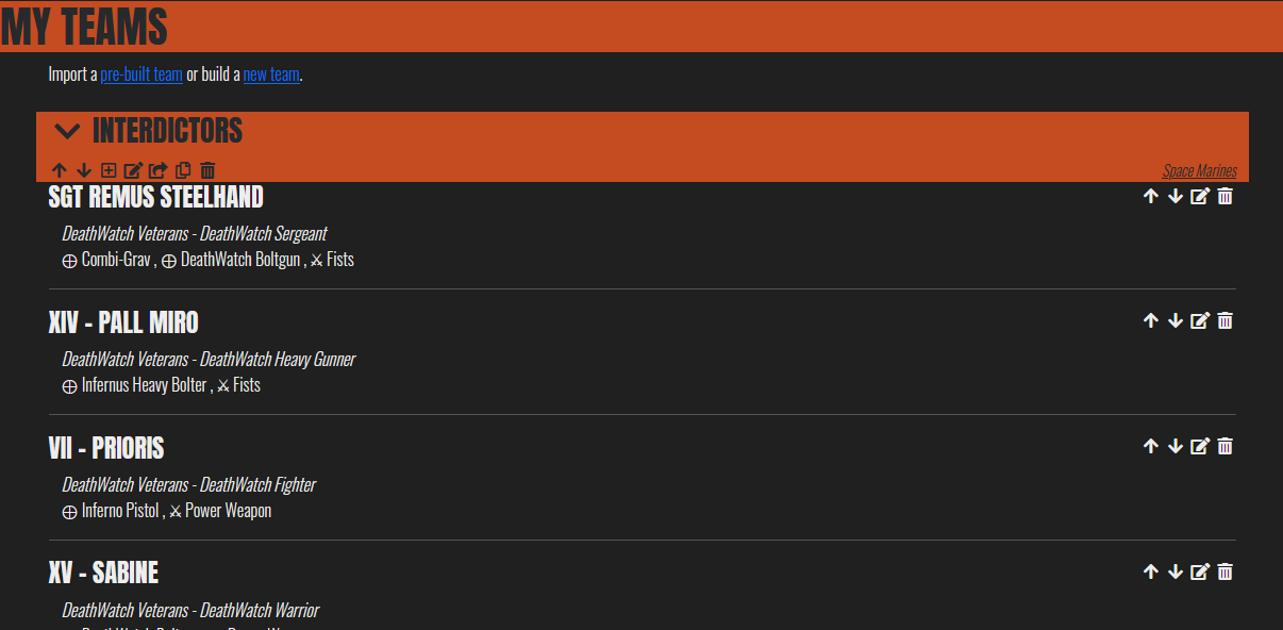 MY TEAMS
Import a pre-built team or build a new team.
INTERDICTORS
Space Marines
SGT REMUS STEELHAND
DeathWatch Veterans - DeathWatch Sergeant
Combi-Grav , DeathWatch Boltgun , Fists
XIV - PALL MIRO
DeathWatch Veterans - DeathWatch Heavy Gunner
Infernus Heavy Bolter , Fists
VII - PRIORIS
DeathWatch Veterans - DeathWatch Fighter
Inferno Pistol , Power Weapon
XV - SABINE
DeathWatch Veterans - DeathWatch Warrior